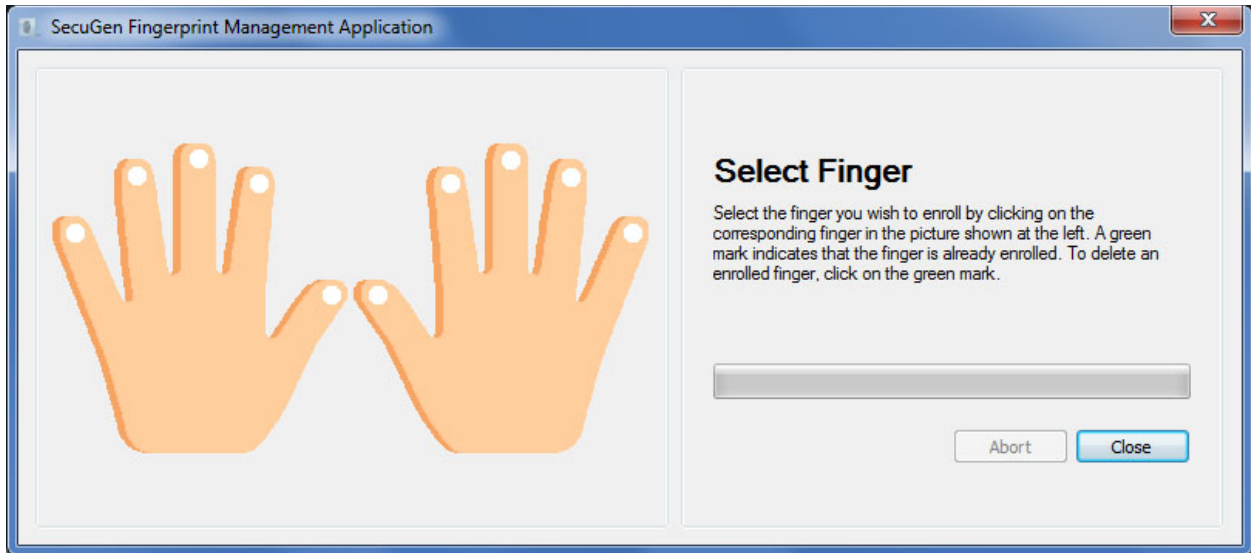 SecuGen Fingerprint Management Application
Select Finger
Select the finger you wish to enroll by clicking on the
corresponding finger in the picture shown at the left. A green
mark indicates that the finger is already enrolled. To delete an
enrolled finger, click on the green mark.
Abort
Close